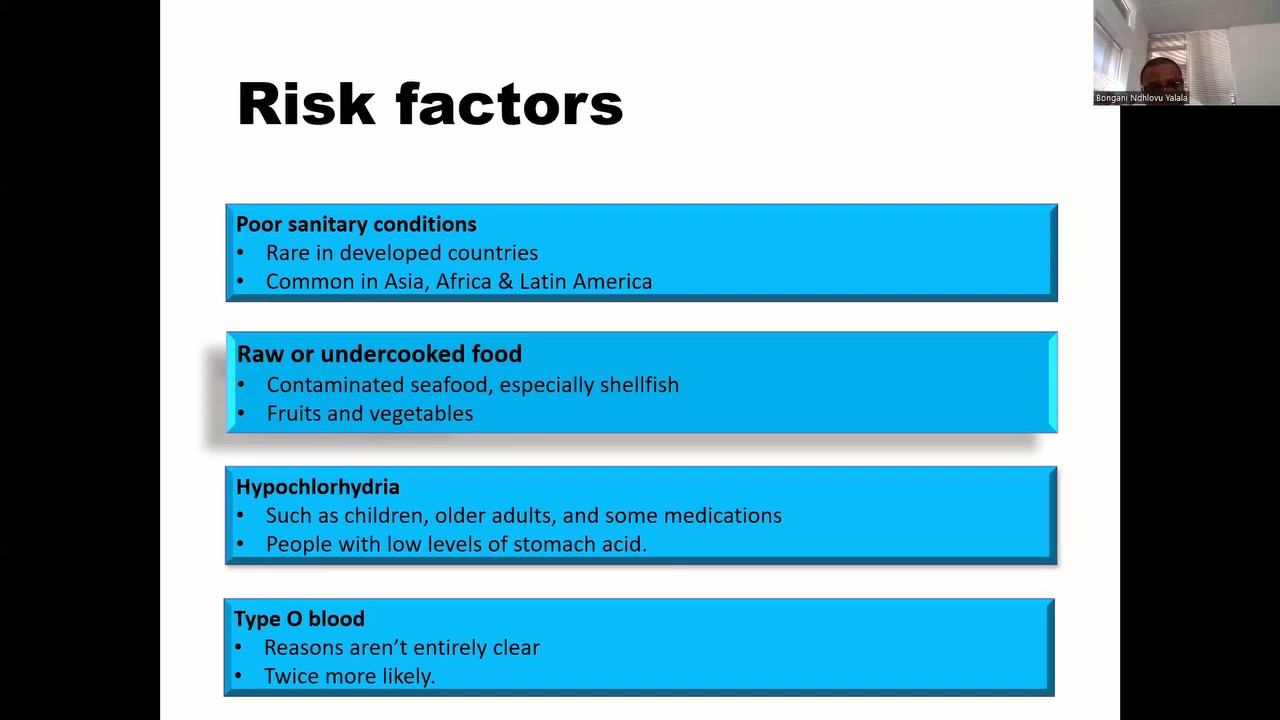 Risk factors
Bongani Ndhlovu Yalala
Poor sanitary conditions
• Rare in developed countries
• Common in Asia, Africa & Latin America
Raw or undercooked food
• Contaminated seafood, especially shellfish
• Fruits and vegetables
Hypochlorhydria
• Such as children, older adults, and some medications
• People with low levels of stomach acid.
Type O blood
• Reasons aren’t entirely clear
• Twice more likely.